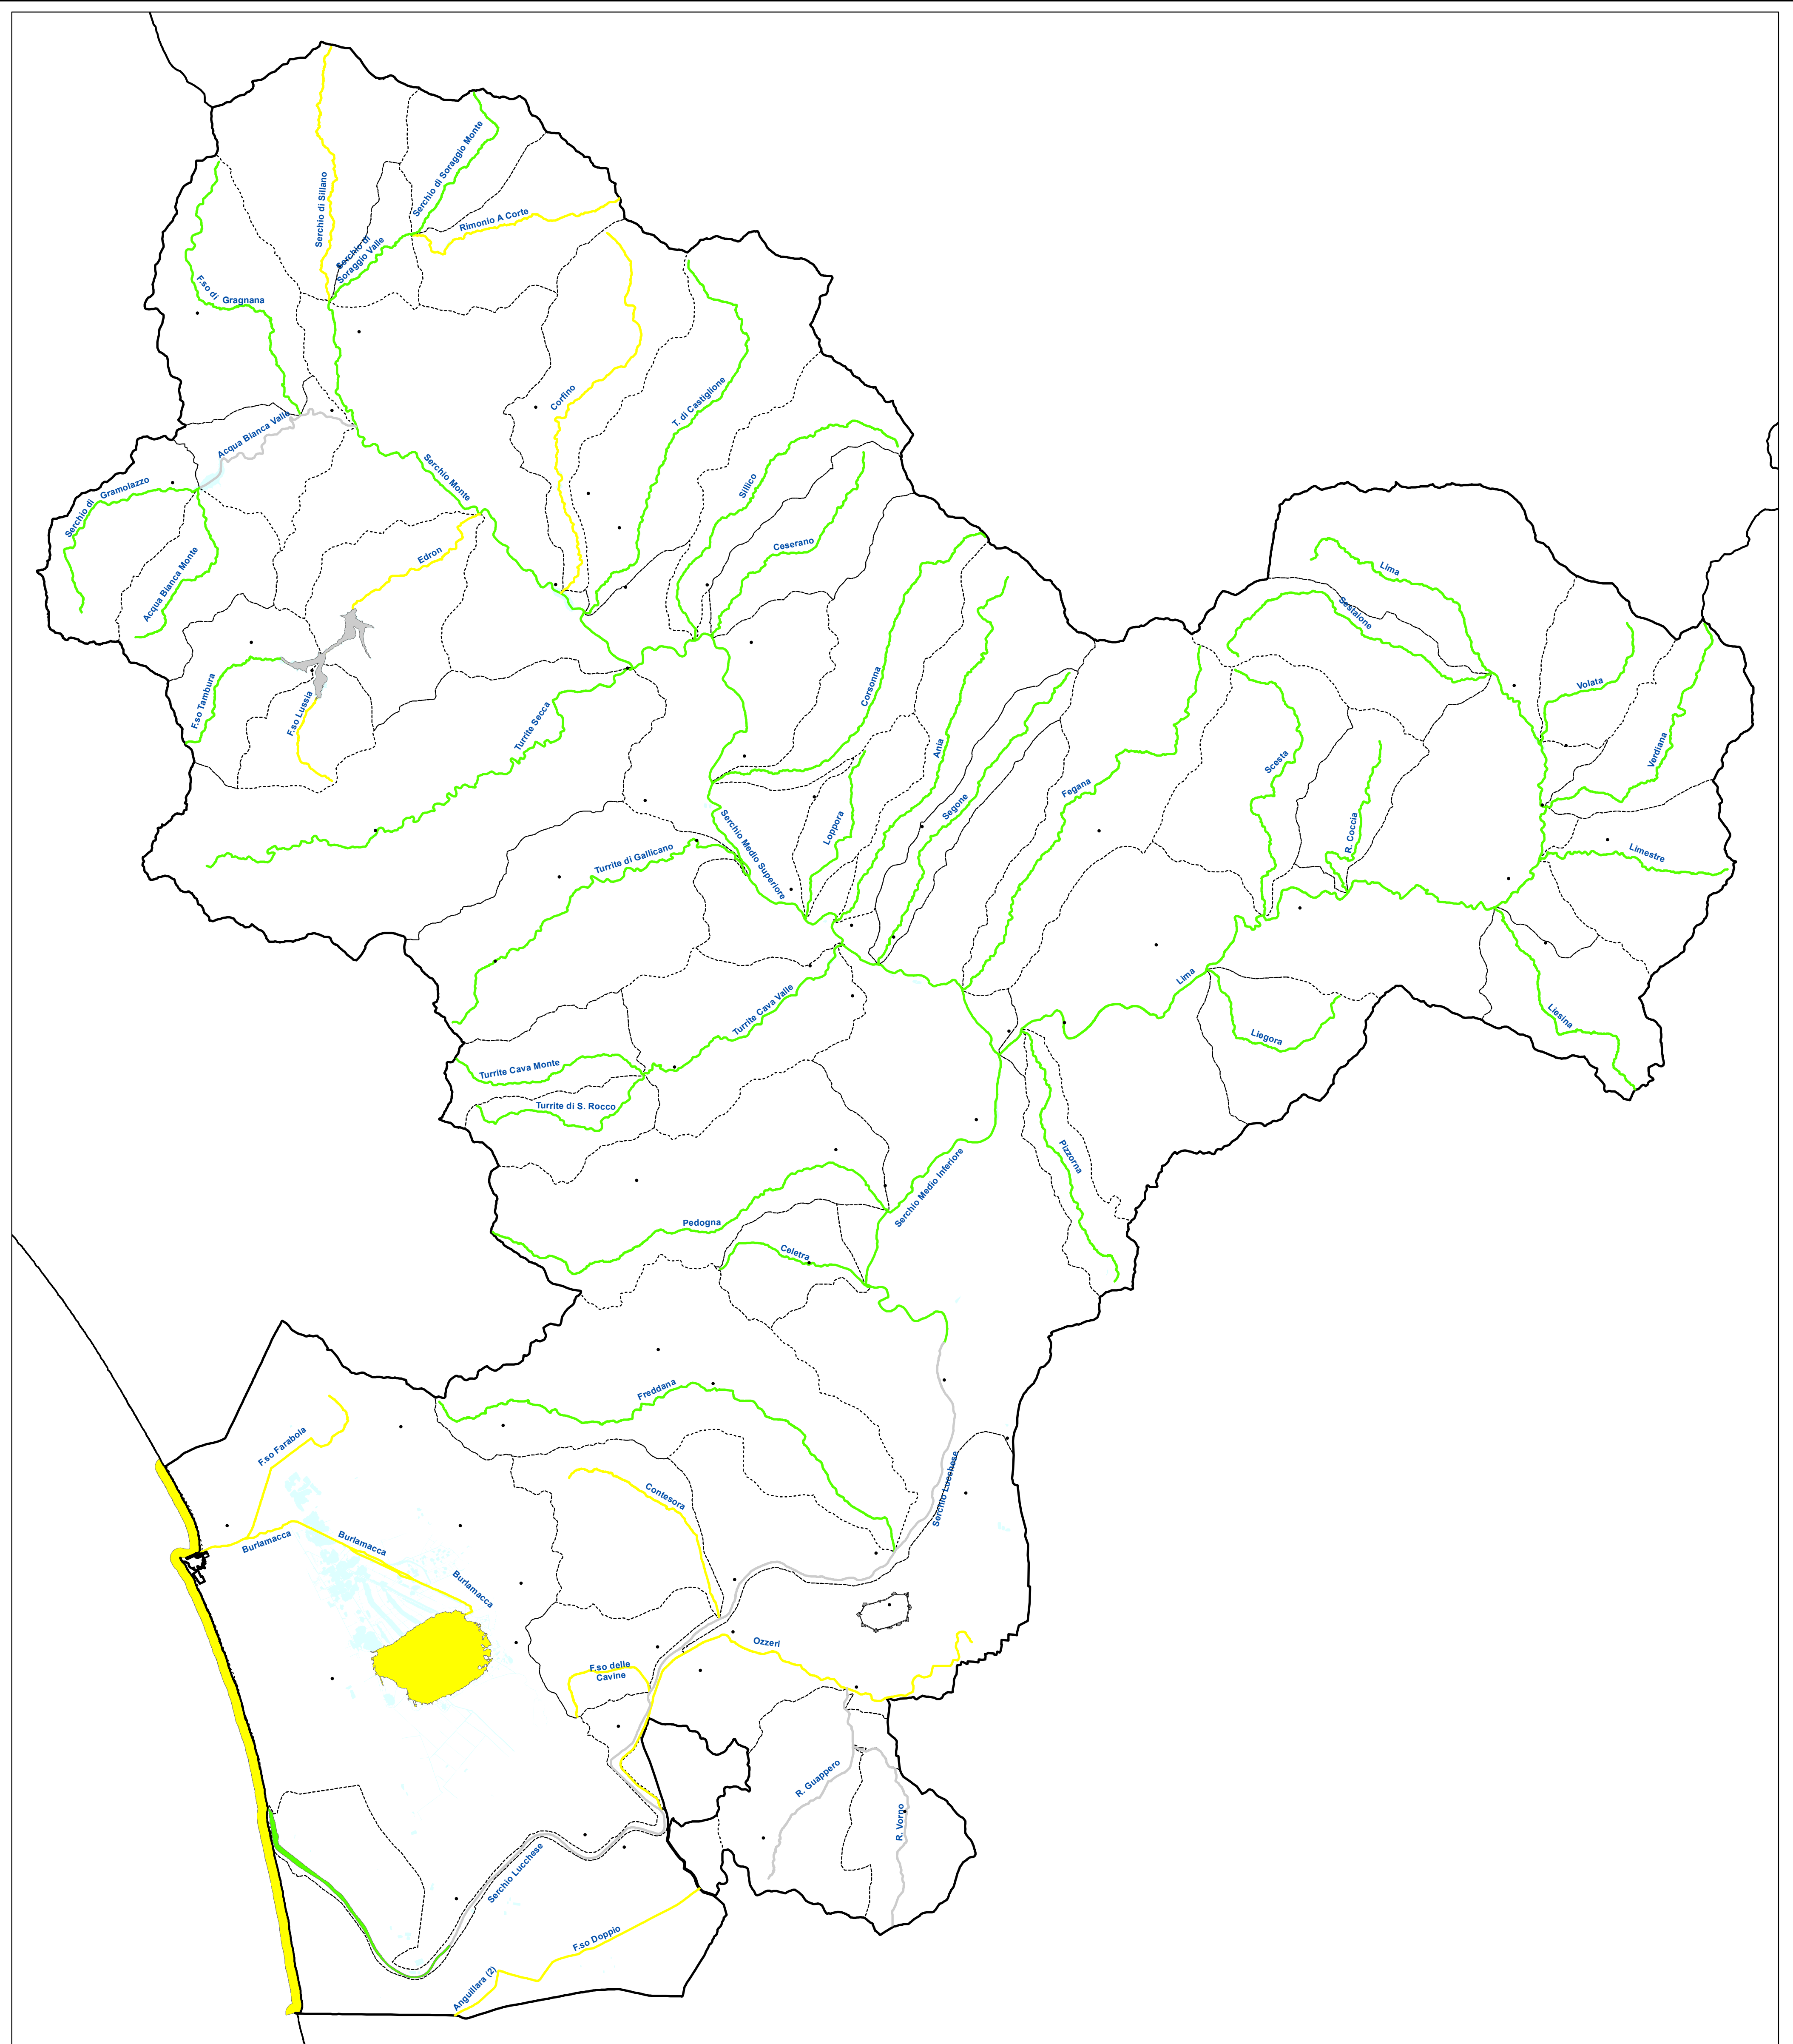 Serchio di Soraggio Monte
Serchio di Sillano
Rimonio A Corte
Serchio di
Soraggio Valle
F.so di
Gragnana
Corfino
T. di Castiglione
Acqua Bianca Valle
Serchio Monte
Sillico
Serchio di
Gramolazzo
Ceserano
Edron
Acqua Bianca Monte
Lima
Sestaione
F.so Tambura
F.so Lussia
Corsonna
Turrite Secca
Ania
Volata
Verdiana
Scesta
Fegana
Segone
Loppora
R. Coccia
Serchio Medio Superiore
Turrite di Gallicano
Limestre
Lima
Turrite Cava Valle
Liesina
Liegora
Turrite Cava Monte
Turrite di S. Rocco
Pizzorna
Serchio Medio Inferiore
Pedogna
Celetra
Freddana
F.so Farabola
Contesora
Serchio Lucchese
Burlamacca
Burlamacca
Burlamacca
Ozzeri
F.so delle
Cavine
R. Guappero
R. Vorno
Serchio Lucchese
F.so Doppio
Anguillara (2)